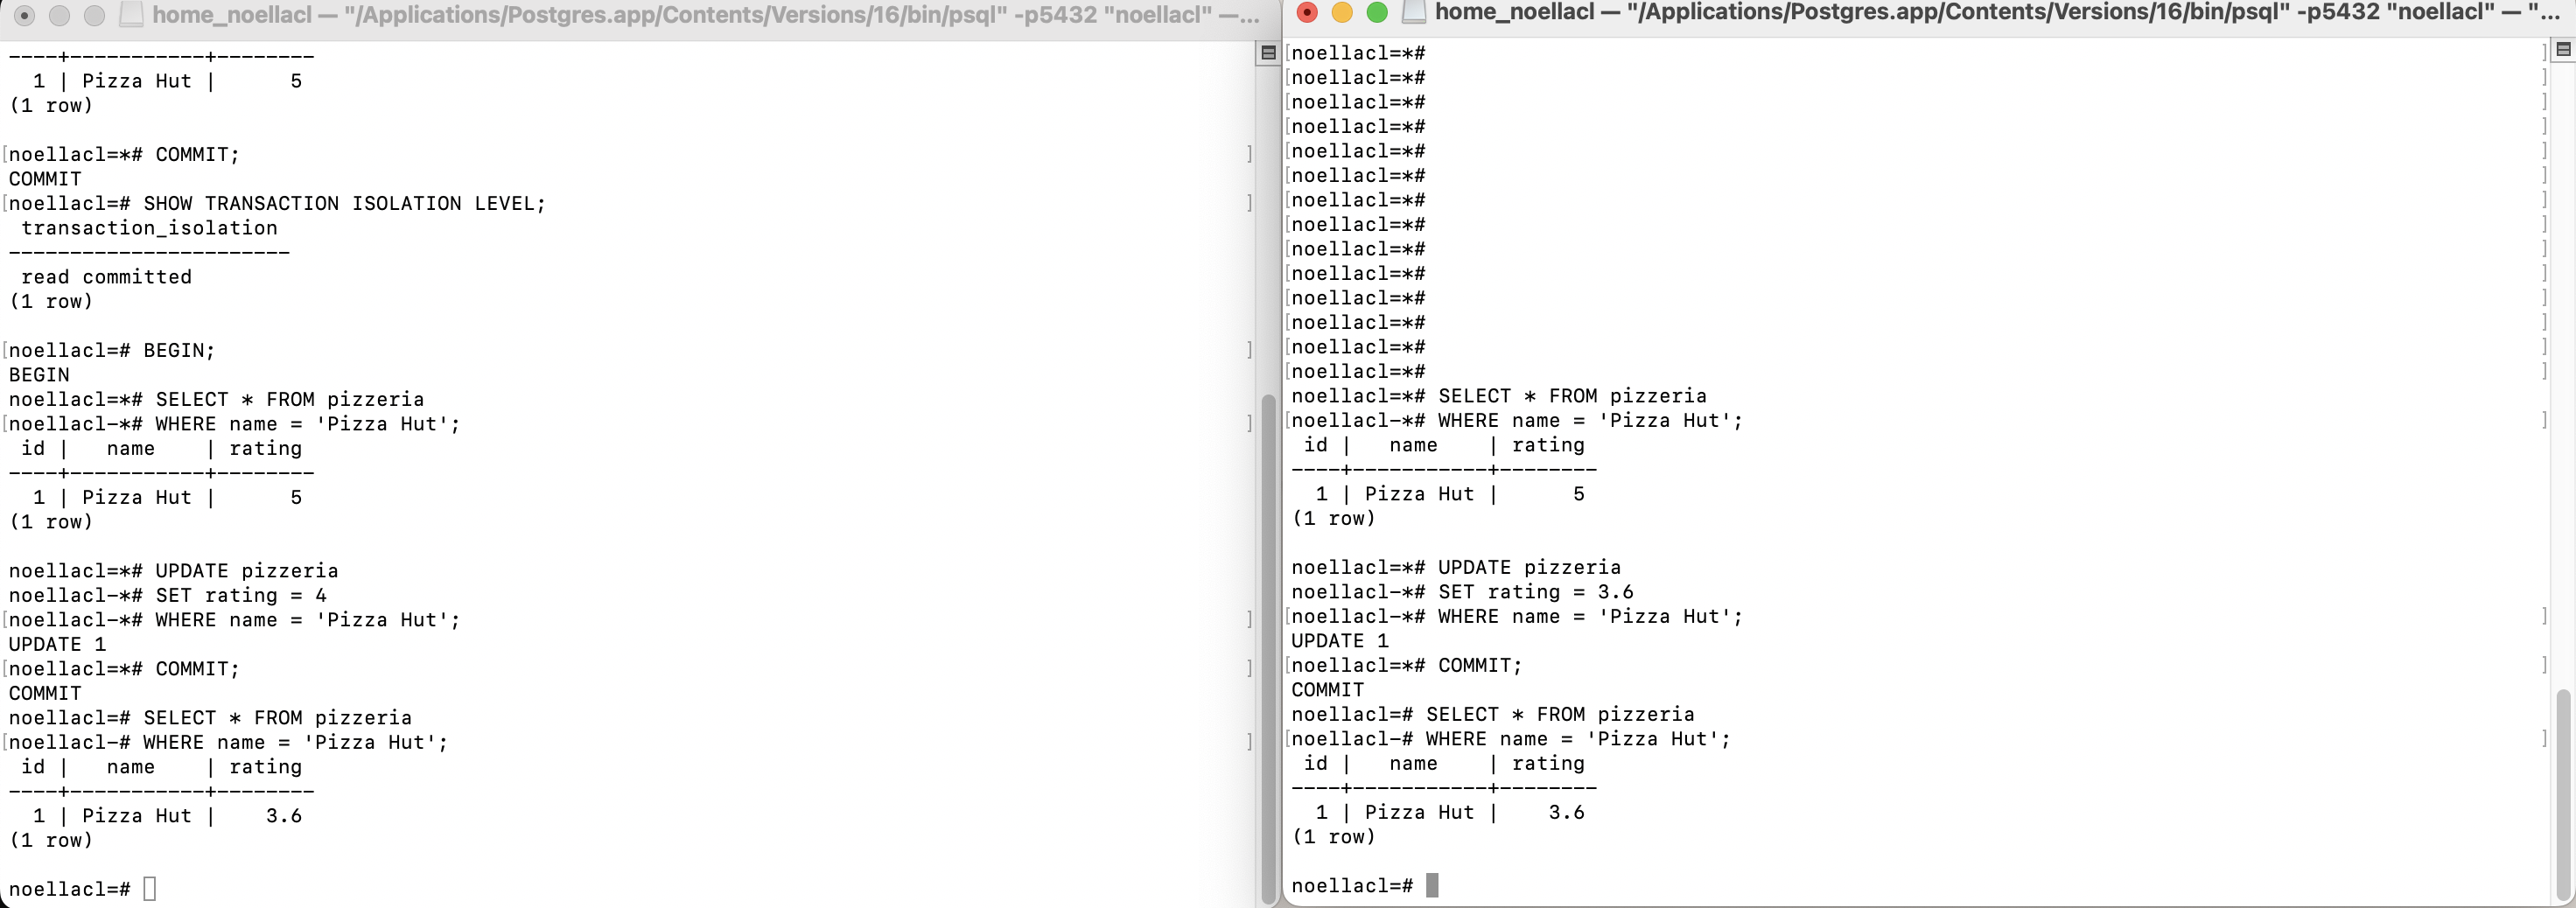 home_noellacl — "/Applications/Postgres.app/Contents/Versions/16/bin/psql" -p5432 "noellacl" —...
----+-----------+--------
  1 | Pizza Hut |      5
(1 row)

[noellacl=*# COMMIT; ]
COMMIT
[noellacl=# SHOW TRANSACTION ISOLATION LEVEL; ]
 transaction_isolation
-----------------------
 read committed
(1 row)

[noellacl=# BEGIN; ]
BEGIN
noellacl=*# SELECT * FROM pizzeria
[noellacl-*# WHERE name = 'Pizza Hut'; ]
 id |   name    | rating
----+-----------+--------
  1 | Pizza Hut |      5
(1 row)

noellacl=*# UPDATE pizzeria
noellacl-*# SET rating = 4
[noellacl-*# WHERE name = 'Pizza Hut'; ]
UPDATE 1
[noellacl=*# COMMIT; ]
COMMIT
noellacl=# SELECT * FROM pizzeria
[noellacl-# WHERE name = 'Pizza Hut'; ]
 id |   name    | rating
----+-----------+--------
  1 | Pizza Hut |    3.6
(1 row)

noellacl=#
home_noellacl — "/Applications/Postgres.app/Contents/Versions/16/bin/psql" -p5432 "noellacl" — "...
[noellacl=*# ]
[noellacl=*# ]
[noellacl=*# ]
[noellacl=*# ]
[noellacl=*# ]
[noellacl=*# ]
[noellacl=*# ]
[noellacl=*# ]
[noellacl=*# ]
[noellacl=*# ]
[noellacl=*# ]
[noellacl=*# ]
[noellacl=*# ]
[noellacl=*# ]
noellacl=*# SELECT * FROM pizzeria
[noellacl-*# WHERE name = 'Pizza Hut'; ]
 id |   name    | rating
----+-----------+--------
  1 | Pizza Hut |      5
(1 row)

noellacl=*# UPDATE pizzeria
noellacl-*# SET rating = 3.6
[noellacl-*# WHERE name = 'Pizza Hut'; ]
UPDATE 1
[noellacl=*# COMMIT; ]
COMMIT
noellacl=# SELECT * FROM pizzeria
[noellacl-# WHERE name = 'Pizza Hut'; ]
 id |   name    | rating
----+-----------+--------
  1 | Pizza Hut |    3.6
(1 row)

noellacl=#